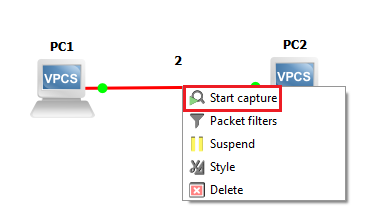 PC1
2
PC2
VPCS
VPCS
Start capture
Packet filters
Suspend
Style
Delete